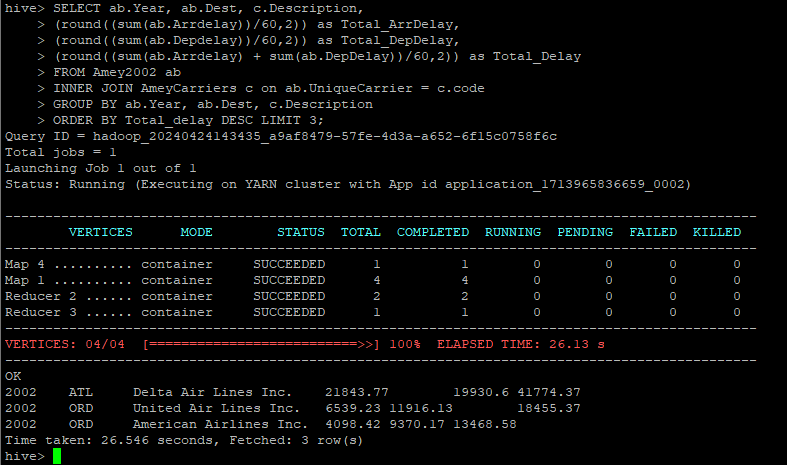 hive> SELECT ab.Year, ab.Dest, c.Description,
    > (round((sum(ab.Arrdelay))/60,2)) as Total_ArrDelay,
    > (round((sum(ab.Depdelay))/60,2)) as Total_DepDelay,
    > (round((sum(ab.Arrdelay) + sum(ab.DepDelay))/60,2)) as Total_Delay
    > FROM Amey2002 ab
    > INNER JOIN AmeyCarriers c on ab.UniqueCarrier = c.code
    > GROUP BY ab.Year, ab.Dest, c.Description
    > ORDER BY Total_delay DESC LIMIT 3;
Query ID = hadoop_20240424143435_a9af8479-57fe-4d3a-a652-6f15c0758f6c
Total jobs = 1
Launching Job 1 out of 1
Status: Running (Executing on YARN cluster with App id application_1713965836659_0002)
----------------------------------------------------------------------------------------------
        VERTICES      MODE        STATUS  TOTAL  COMPLETED  RUNNING  PENDING  FAILED  KILLED
----------------------------------------------------------------------------------------------
Map 4 .......... container     SUCCEEDED      1          1        0        0       0       0
Map 1 .......... container     SUCCEEDED      4          4        0        0       0       0
Reducer 2 ...... container     SUCCEEDED      2          2        0        0       0       0
Reducer 3 ...... container     SUCCEEDED      1          1        0        0       0       0
----------------------------------------------------------------------------------------------
VERTICES: 04/04  [==========================>>] 100%  ELAPSED TIME: 26.13 s
----------------------------------------------------------------------------------------------
OK
2002    ATL     Delta Air Lines Inc.    21843.77        19930.6 41774.37
2002    ORD     United Air Lines Inc.   6539.23 11916.13        18455.37
2002    ORD     American Airlines Inc.  4098.42 9370.17 13468.58
Time taken: 26.546 seconds, Fetched: 3 row(s)
hive>